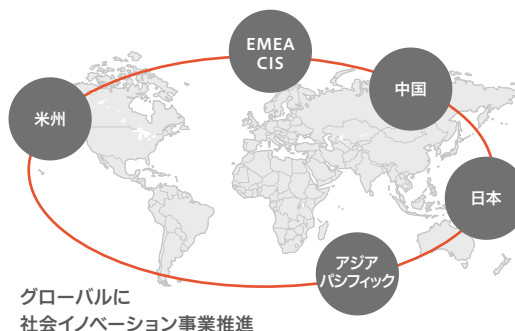 EMEA
CIS
中国
米州
日本
アジア
パシフィック
グローバルに
社会イノベーション事業推進